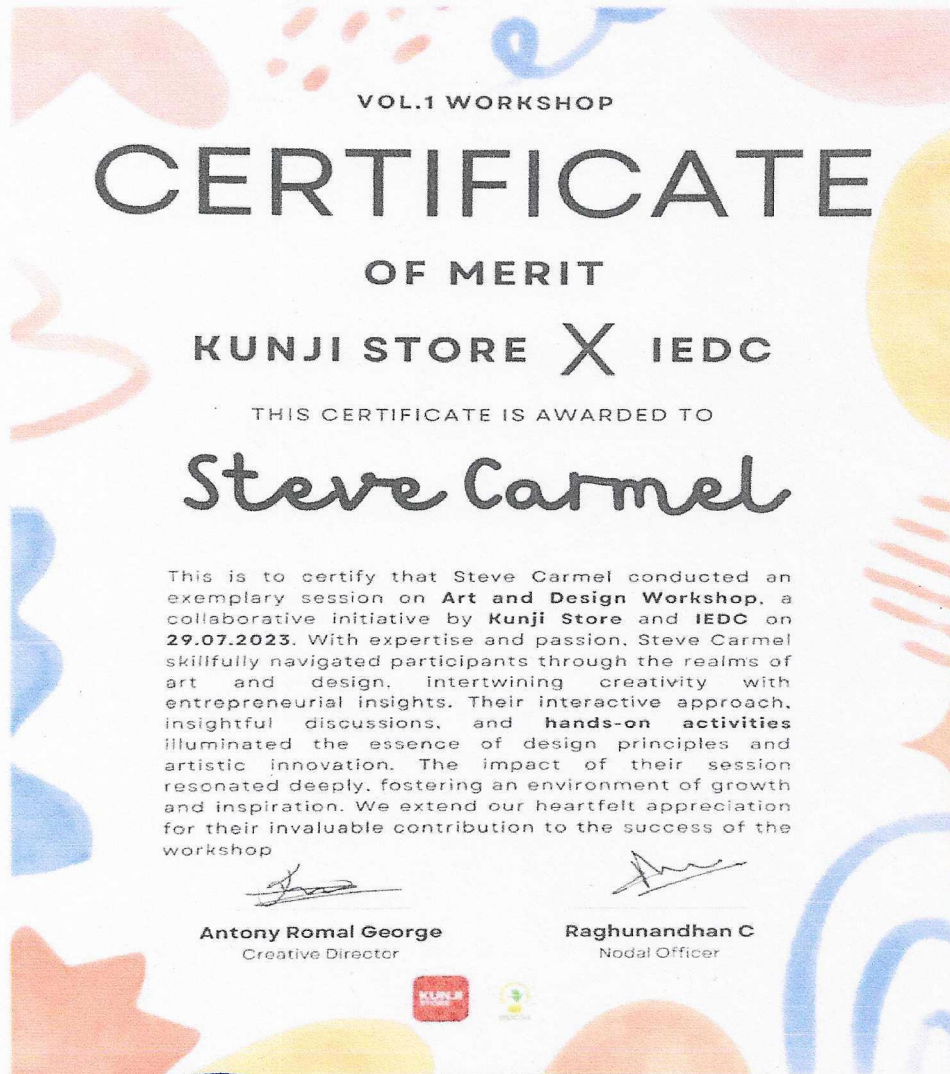 VOL.1 WORKSHOP
CERTIFICATE
OF MERIT
KUNJI STORE X IEDC
THIS CERTIFICATE IS AWARDED TO
Steve Carmel
This is to certify that Steve Carmel conducted an
exemplary session on Art and Design Workshop, a
collaborative initiative by Kunji Store and IEDC on
29.07.2023. With expertise and passion, Steve Carmel
skillfully navigated participants through the realms of
art and design, intertwining creativity with
entrepreneurial insights. Their interactive approach,
insightful discussions, and hands-on activities
illuminated the essence of design principles and
artistic innovation. The impact of their session
resonated deeply, fostering an environment of growth
and inspiration. We extend our heartfelt appreciation
for their invaluable contribution to the success of the
workshop
Antony Romal George
Creative Director
Raghunandhan C
Nodal Officer
KUNJI
STORE